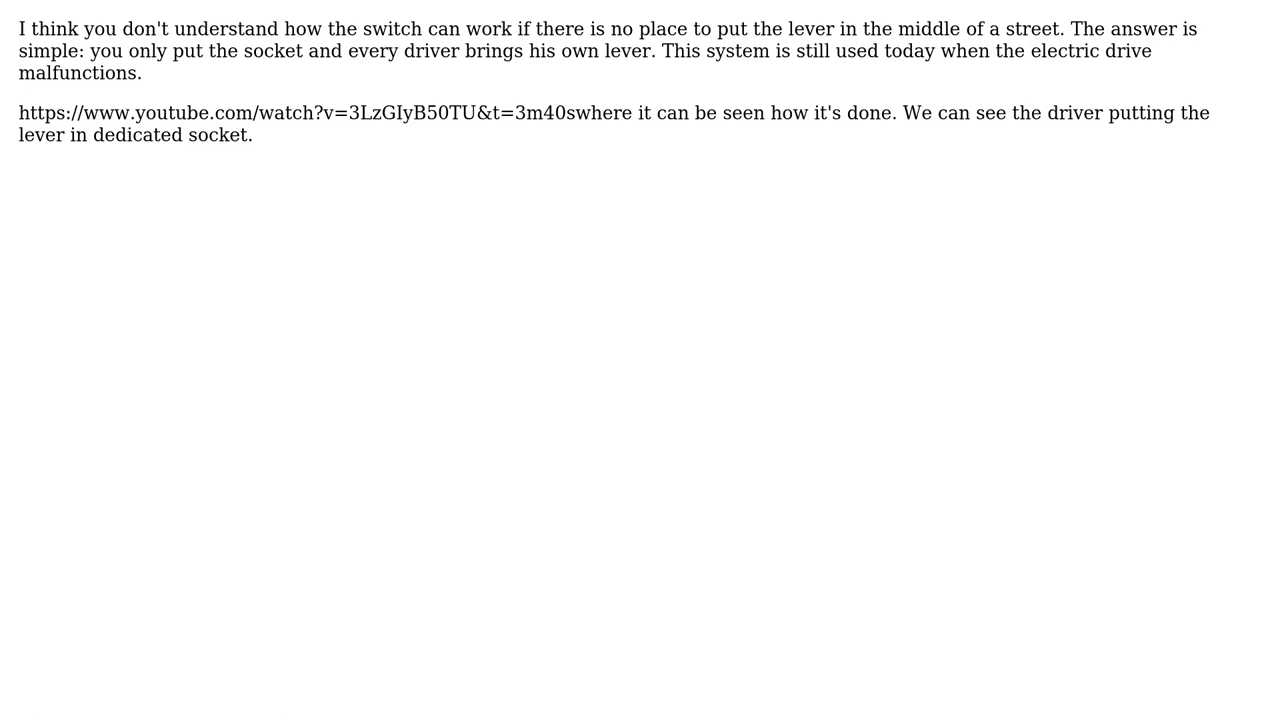 I think you don't understand how the switch can work if there is no place to put the lever in the middle of a street. The answer is
simple: you only put the socket and every driver brings his own lever. This system is still used today when the electric drive
malfunctions.
https://www.youtube.com/watch?v=3LzGIyB50TU&t=3m40swhere it can be seen how it's done. We can see the driver putting the
lever in dedicated socket.